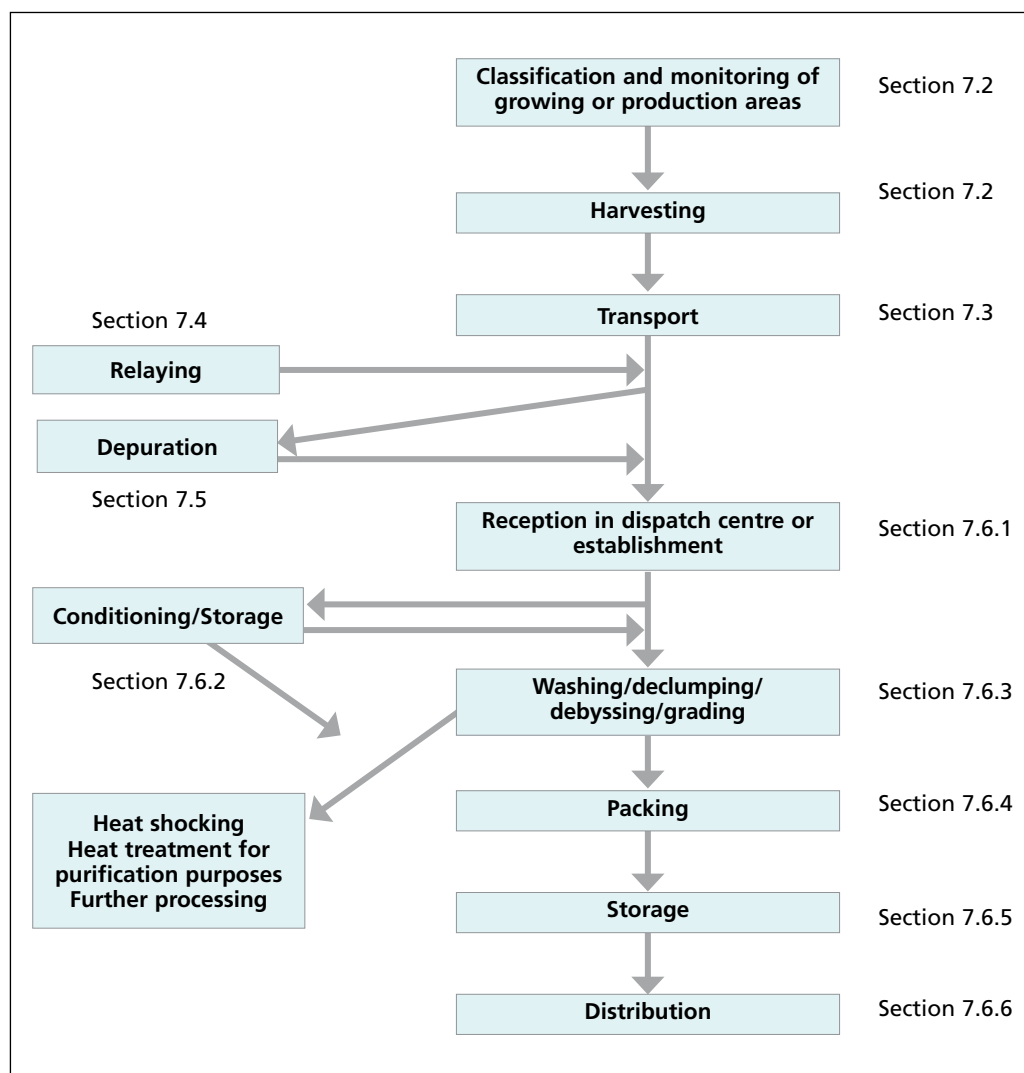 Classification and monitoring of
growing or production areas
Section 7.2
Harvesting
Section 7.2
Transport
Section 7.3
Section 7.4
Relaying
Depuration
Section 7.5
Reception in dispatch centre or
establishment
Section 7.6.1
Conditioning/Storage
Section 7.6.2
Washing/declumping/
debyssing/grading
Section 7.6.3
Heat shocking
Heat treatment for
purification purposes
Further processing
Packing
Section 7.6.4
Storage
Section 7.6.5
Distribution
Section 7.6.6